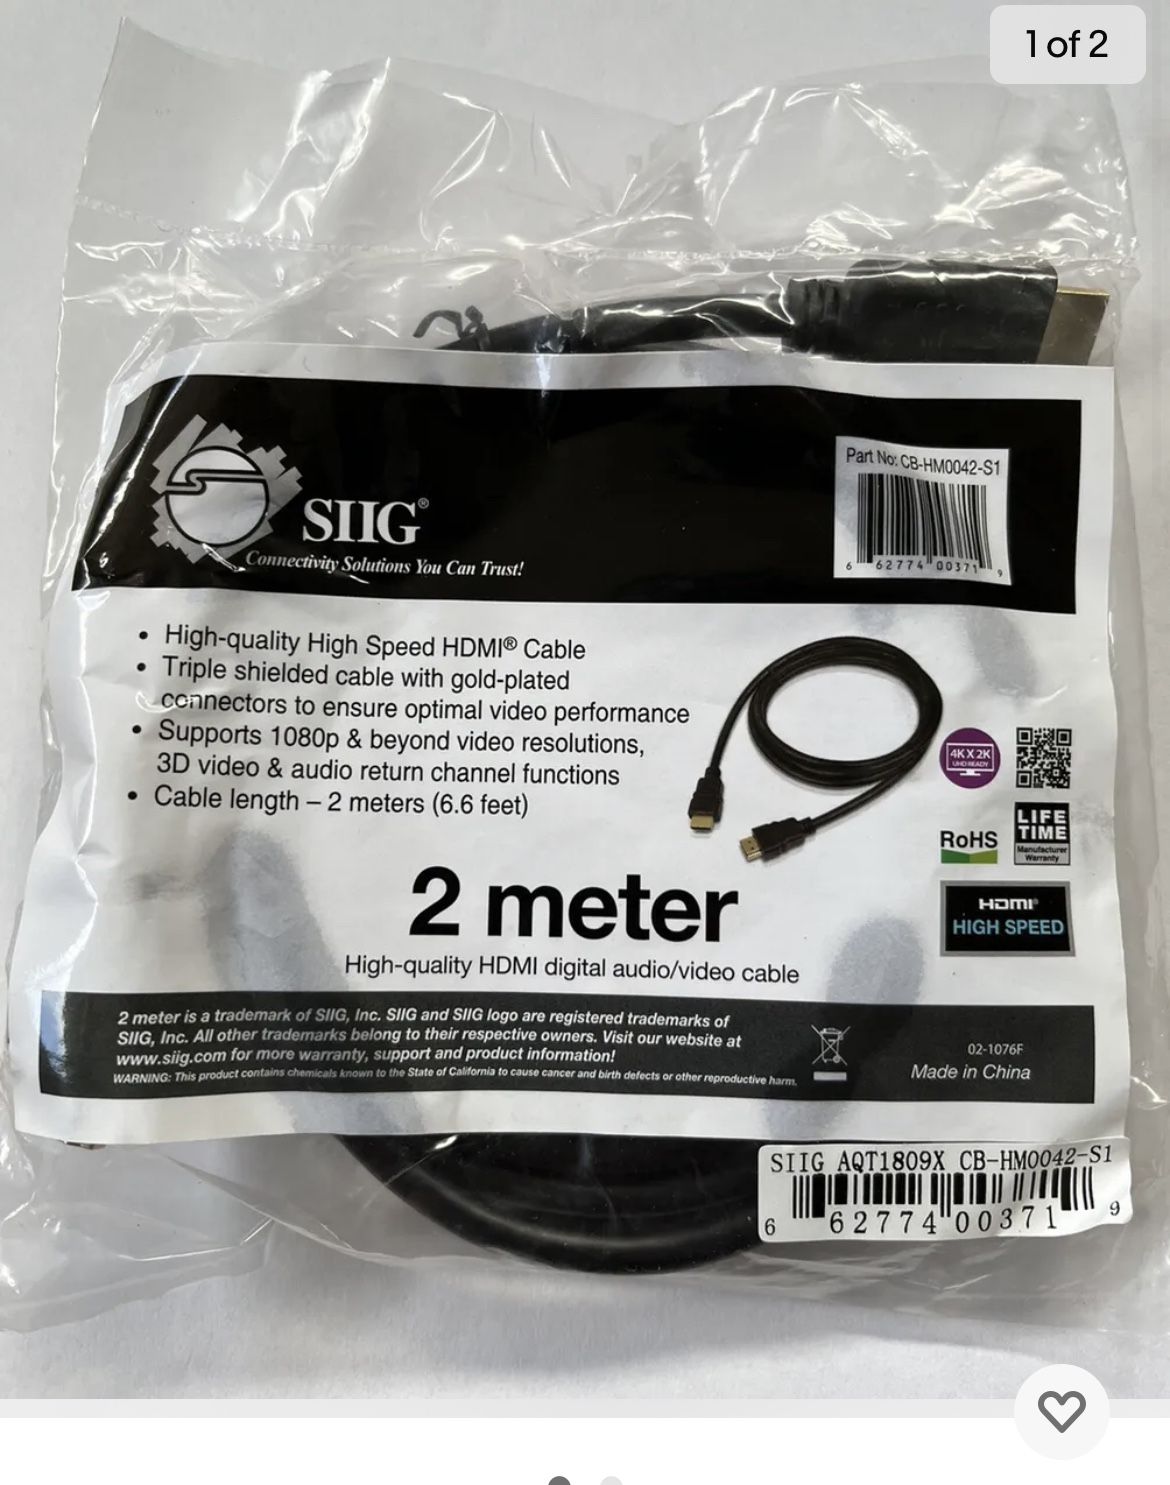 1 of 2
Part No: CB-HM0042-S1
6 62774 00371 9
SIIG®
Connectivity Solutions You Can Trust!
• High-quality High Speed HDMI® Cable
• Triple shielded cable with gold-plated
connectors to ensure optimal video performance
• Supports 1080p & beyond video resolutions,
3D video & audio return channel functions
• Cable length – 2 meters (6.6 feet)
4K X 2K
UHD READY
RoHS
LIFE
TIME
Manufacturer
Warranty
HDMI®
HIGH SPEED
2 meter
High-quality HDMI digital audio/video cable
2 meter is a trademark of SIIG, Inc. SIIG and SIIG logo are registered trademarks of
SIIG, Inc. All other trademarks belong to their respective owners. Visit our website at
www.siig.com for more warranty, support and product information!
WARNING: This product contains chemicals known to the State of California to cause cancer and birth defects or other reproductive harm.
02-1076F
Made in China
SIIG AQT1809X CB-HM0042-S1
6 62774 00371 9